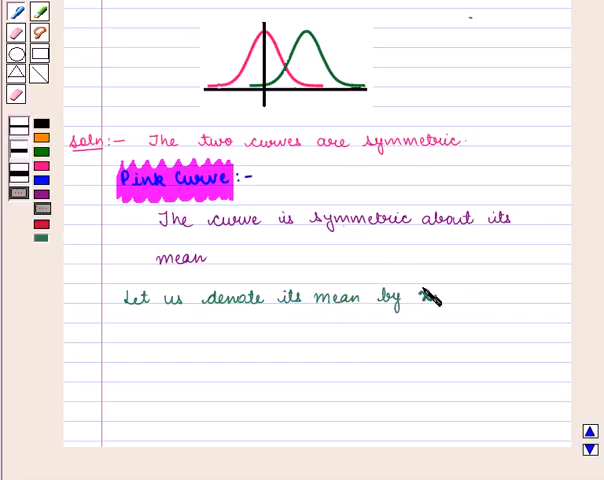 Soln:- The two curves are symmetric.
Pink Curve:-
The curve is symmetric about its
mean
Let us denote its mean by